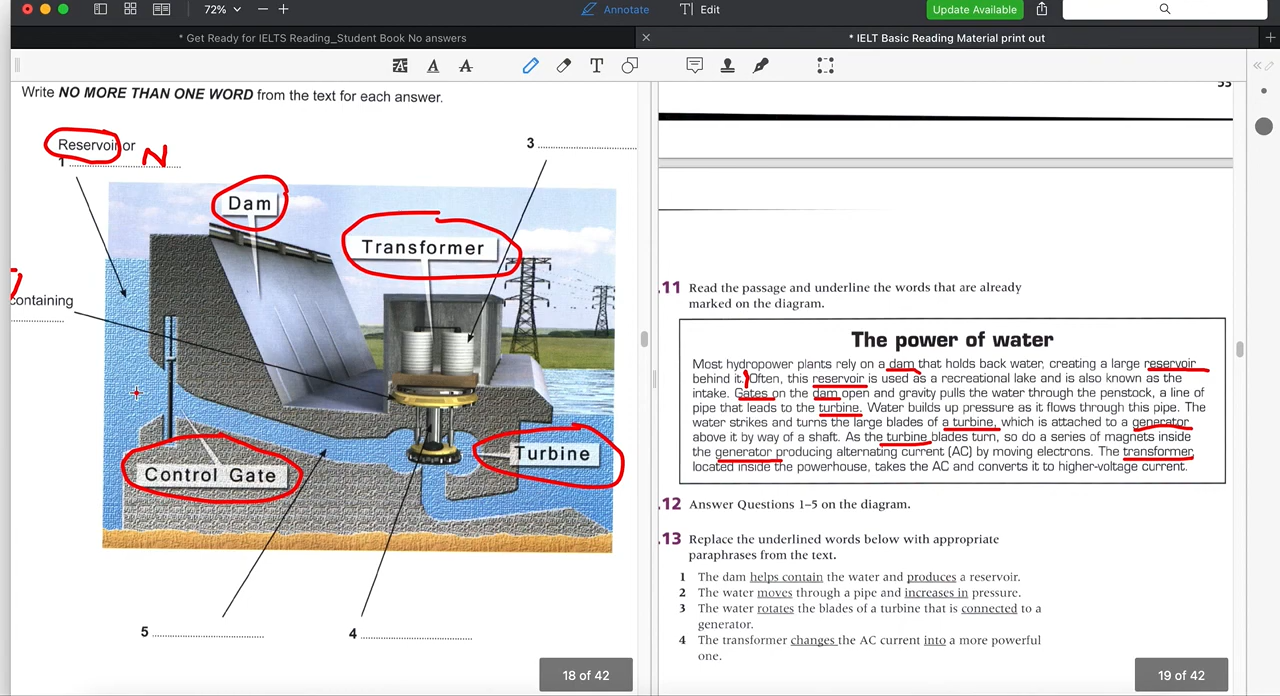 72%
Annotate
Edit
Update Available
* Get Ready for IELTS Reading_Student Book No answers
* IELT Basic Reading Material print out
Write NO MORE THAN ONE WORD from the text for each answer.
Reservoir or
1 N
3
Dam
Transformer
containing
Control Gate
Turbine
5
4
18 of 42
.11 Read the passage and underline the words that are already
marked on the diagram.
The power of water
Most hydropower plants rely on a dam that holds back water, creating a large reservoir
behind it. Often, this reservoir is used as a recreational lake and is also known as the
intake. Gates on the dam open and gravity pulls the water through the penstock, a line of
pipe that leads to the turbine. Water builds up pressure as it flows through this pipe. The
water strikes and turns the large blades of a turbine, which is attached to a generator
above it by way of a shaft. As the turbine blades turn, so do a series of magnets inside
the generator producing alternating current (AC) by moving electrons. The transformer
located inside the powerhouse, takes the AC and converts it to higher-voltage current.
.12 Answer Questions 1–5 on the diagram.
.13 Replace the underlined words below with appropriate
paraphrases from the text.
1 The dam helps contain the water and produces a reservoir.
2 The water moves through a pipe and increases in pressure.
3 The water rotates the blades of a turbine that is connected to a
generator.
4 The transformer changes the AC current into a more powerful
one.
19 of 42